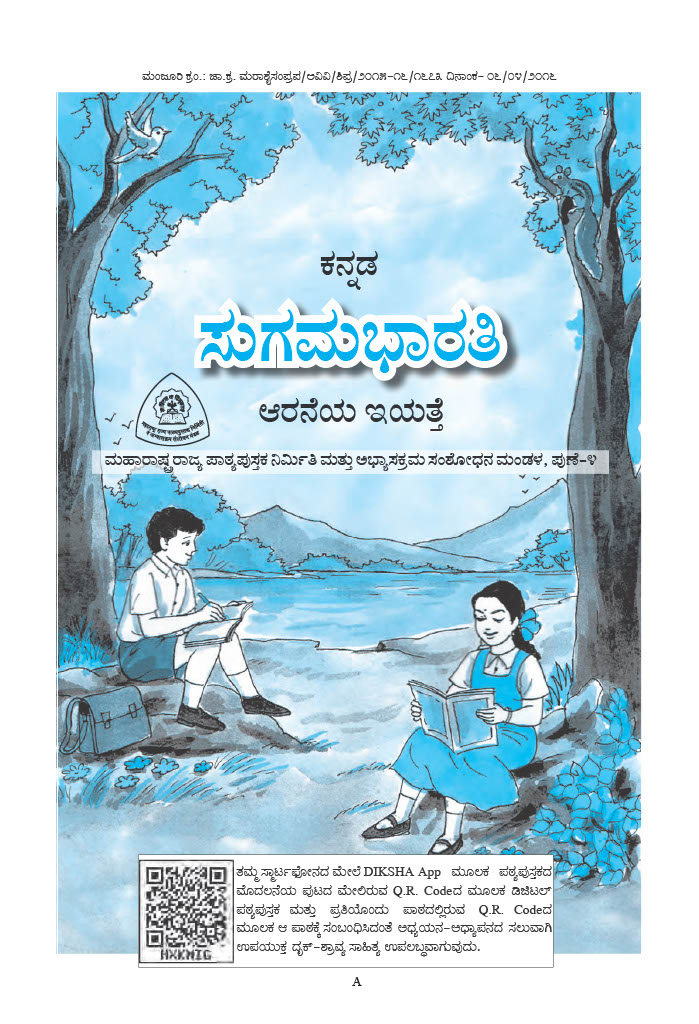 ಮಂಜೂರಿ ಕ್ರಂ.: ಜಾ.ಕ್ರ. ಮರಾಶೈಸಂಪ್ರಪ/ಅವಿವಿ/ಶಿಪ್ರ/೨೦೧೫-೧೬/೧೬೭೩ ದಿನಾಂಕ- ೦೬/೦೪/೨೦೧೬
ಕನ್ನಡ
ಸುಗಮಭಾರತಿ
ಆರನೆಯ ಇಯತ್ತೆ
ಮಹಾರಾಷ್ಟ್ರ ರಾಜ್ಯ ಪಾಠ್ಯಪುಸ್ತಕ ನಿರ್ಮಿತಿ ಮತ್ತು ಅಭ್ಯಾಸಕ್ರಮ ಸಂಶೋಧನ ಮಂಡಳ, ಪುಣೆ-೪
ತಮ್ಮ ಸ್ಮಾರ್ಟಫೋನದ ಮೇಲೆ DIKSHA App ಮೂಲಕ ಪಠ್ಯಪುಸ್ತಕದ
ಮೊದಲನೆಯ ಪುಟದ ಮೇಲಿರುವ Q.R. Codeದ ಮೂಲಕ ಡಿಜಿಟಲ್
ಪಠ್ಯಪುಸ್ತಕ ಮತ್ತು ಪ್ರತಿಯೊಂದು ಪಾಠದಲ್ಲಿರುವ Q.R. Codeದ
ಮೂಲಕ ಆ ಪಾಠಕ್ಕೆ ಸಂಬಂಧಿಸಿದಂತೆ ಅಧ್ಯಯನ-ಅಧ್ಯಾಪನದ ಸಲುವಾಗಿ
ಉಪಯುಕ್ತ ದೃಕ್-ಶ್ರಾವ್ಯ ಸಾಹಿತ್ಯ ಉಪಲಬ್ಧವಾಗುವುದು.
HXKWIG
A